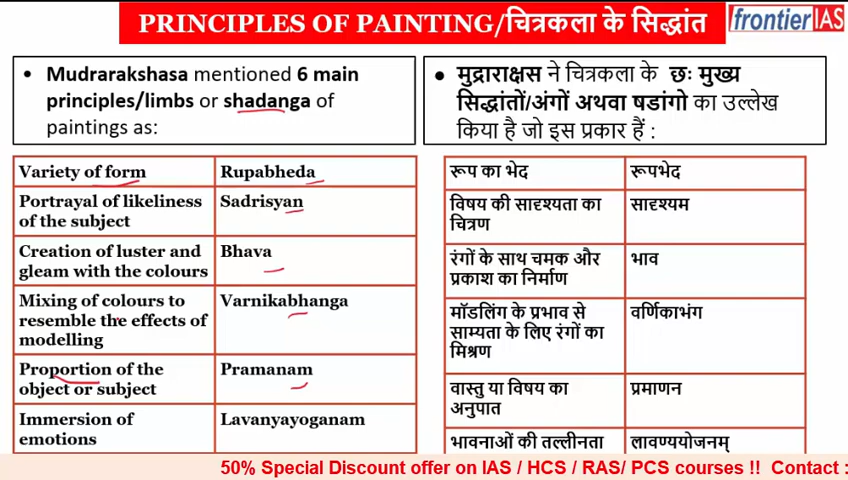 PRINCIPLES OF PAINTING/चित्रकला के सिद्धांत
frontierIAS
• Mudrarakshasa mentioned 6 main
principles/limbs or shadanga of
paintings as:
• मुद्राराक्षस ने चित्रकला के छः मुख्य
सिद्धांतों/अंगों अथवा षडांगो का उल्लेख
किया है जो इस प्रकार हैं :
Variety of form
Rupabheda
Portrayal of likeliness
of the subject
Sadrisyan
Creation of luster and
gleam with the colours
Bhava
Mixing of colours to
resemble the effects of
modelling
Varnikabhanga
Proportion of the
object or subject
Pramanam
Immersion of
emotions
Lavanyayoganam
रूप का भेद
रूपभेद
विषय की सादृश्यता का
चित्रण
सादृश्यम
रंगों के साथ चमक और
प्रकाश का निर्माण
भाव
मॉडलिंग के प्रभाव से
साम्यता के लिए रंगों का
मिश्रण
वर्णिकाभंग
वास्तु या विषय का
अनुपात
प्रमाणन
भावनाओं की तल्लीनता
लावण्ययोजनम्
50% Special Discount offer on IAS / HCS / RAS/ PCS courses !! Contact :